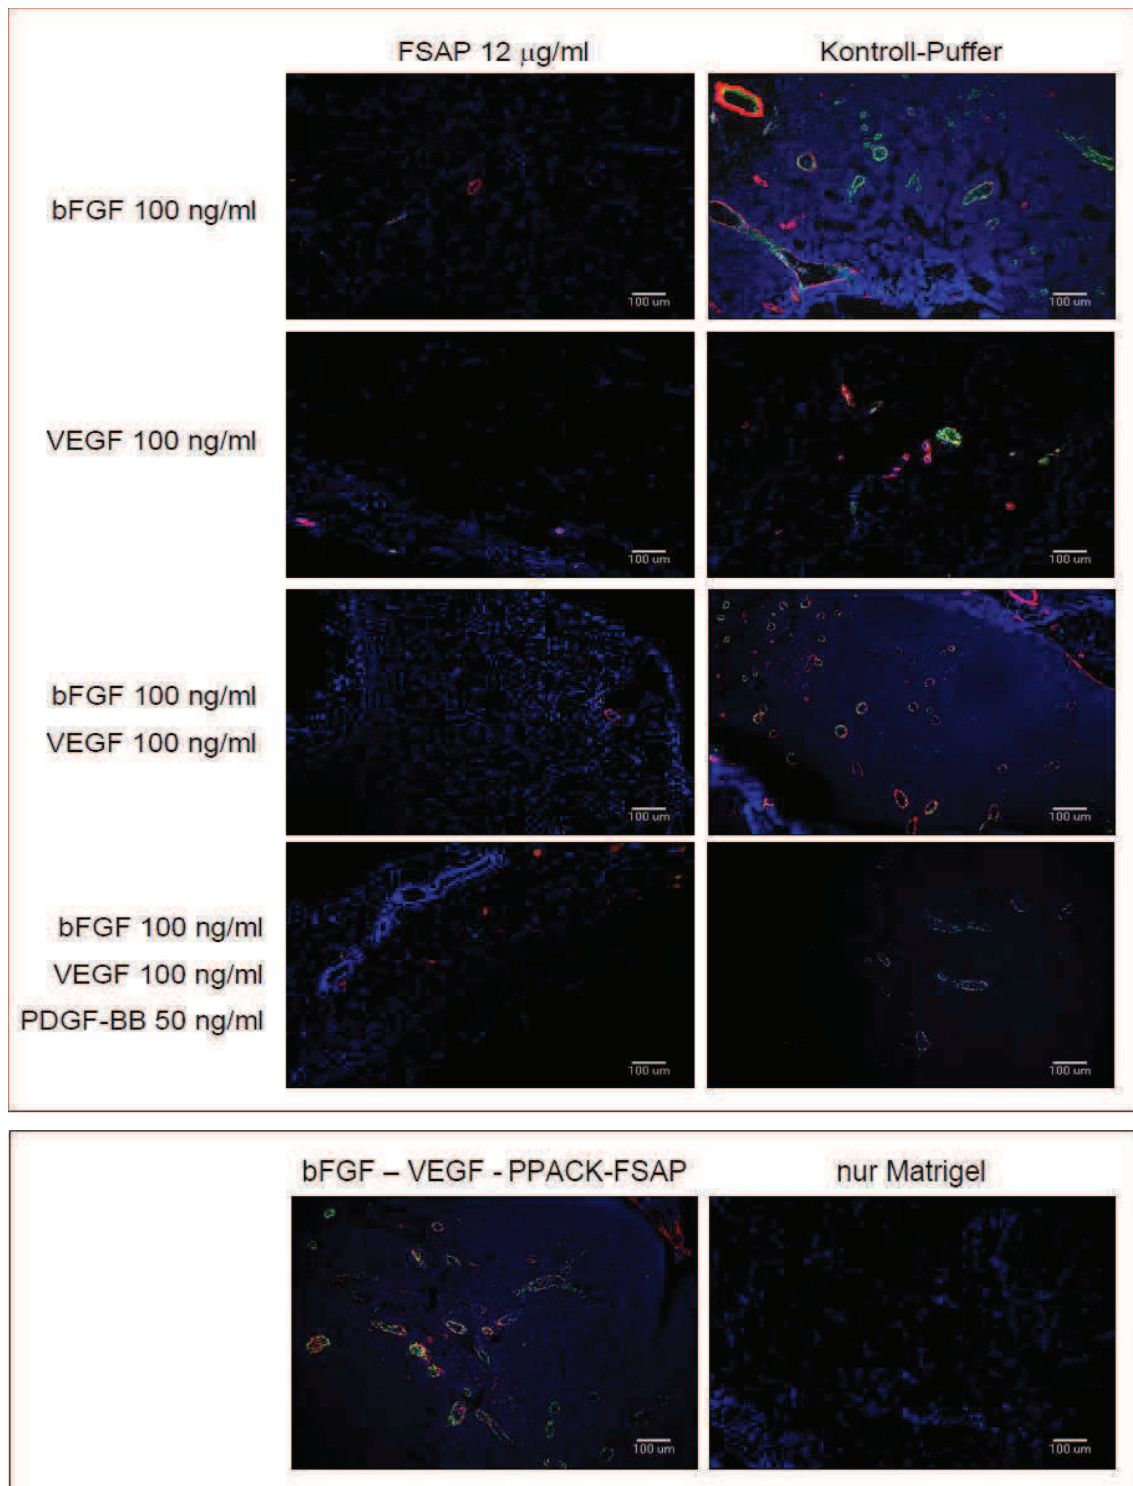 FSAP 12 μg/ml Kontroll-Puffer
bFGF 100 ng/ml
100 um 100 um
VEGF 100 ng/ml
100 um 100 um
bFGF 100 ng/ml
VEGF 100 ng/ml
100 um 100 um
bFGF 100 ng/ml
VEGF 100 ng/ml
PDGF-BB 50 ng/ml
100 um 100 um
bFGF – VEGF - PPACK-FSAP nur Matrigel
100 um 100 um